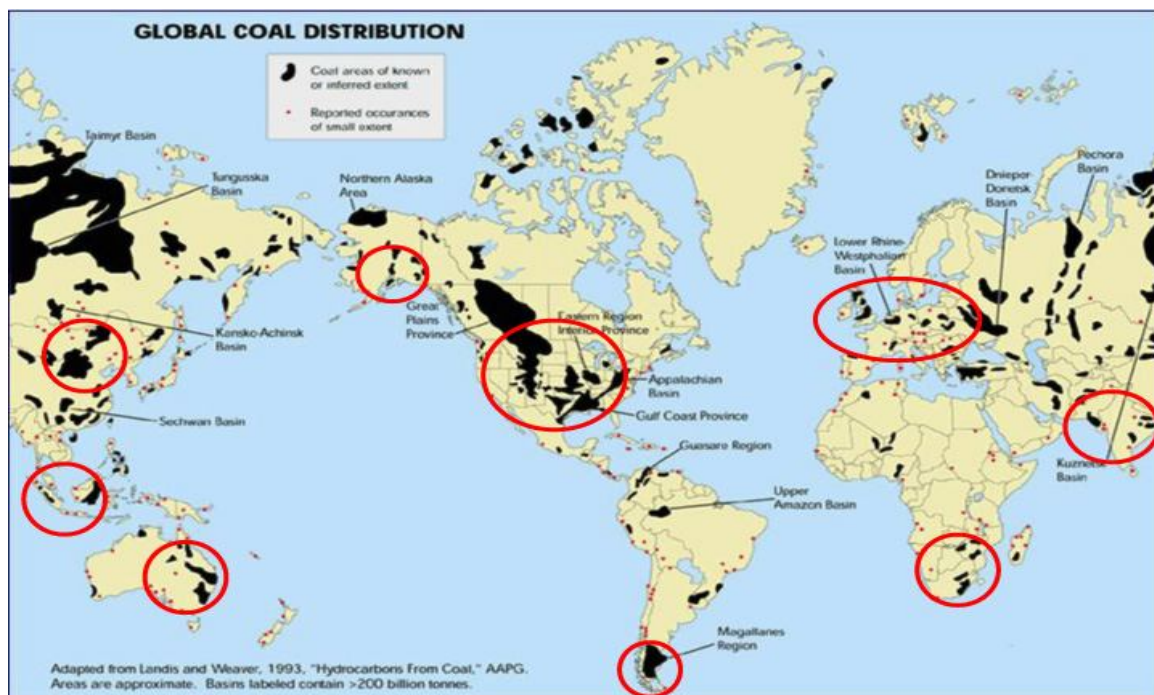 GLOBAL COAL DISTRIBUTION
Coal areas of known
or inferred extent
Reported occurances
of small extent
Taimyr Basin
Tungusska
Basin
Northern Alaska
Area
Pechora
Basin
Dniepor-
Donetsk
Basin
Lower Rhine-
Westphalian
Basin
Great
Plains
Province
Eastern Region
Interior Province
Kansko-Achinsk
Basin
Appalachian
Basin
Gulf Coast Province
Sechwan Basin
Guasare Region
Kuznetsk
Basin
Upper
Amazon Basin
Magallanes
Region
Adapted from Landis and Weaver, 1993, "Hydrocarbons From Coal," AAPG.
Areas are approximate. Basins labeled contain >200 billion tonnes.